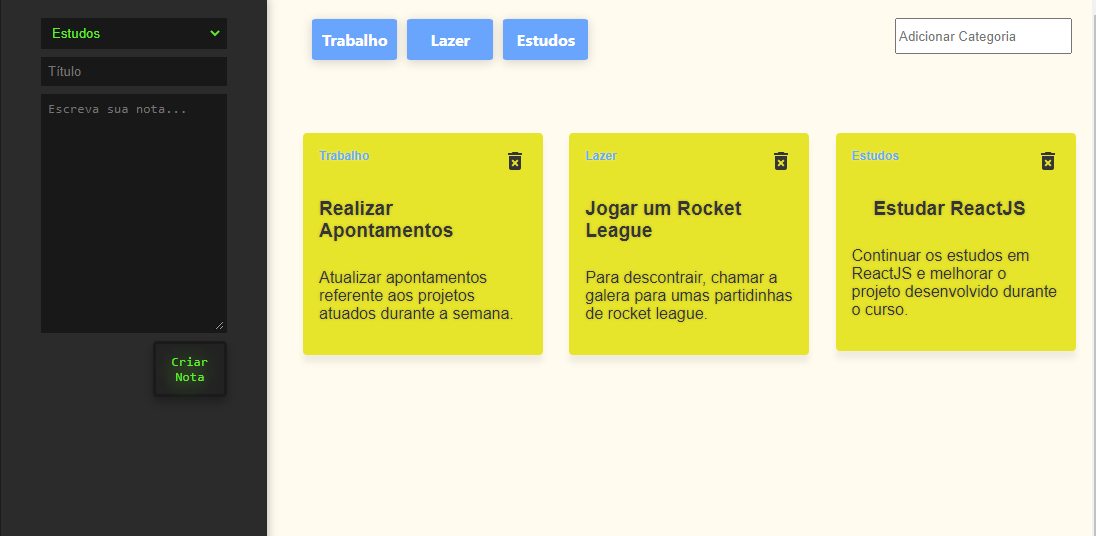 Estudos
Título
Escreva sua nota...
Criar
Nota
Trabalho
Lazer
Estudos
Adicionar Categoria
Trabalho
Realizar
Apontamentos
Atualizar apontamentos
referente aos projetos
atuados durante a semana.
Lazer
Jogar um Rocket
League
Para descontrair, chamar a
galera para umas partidinhas
de rocket league.
Estudos
Estudar ReactJS
Continuar os estudos em
ReactJS e melhorar o
projeto desenvolvido durante
o curso.